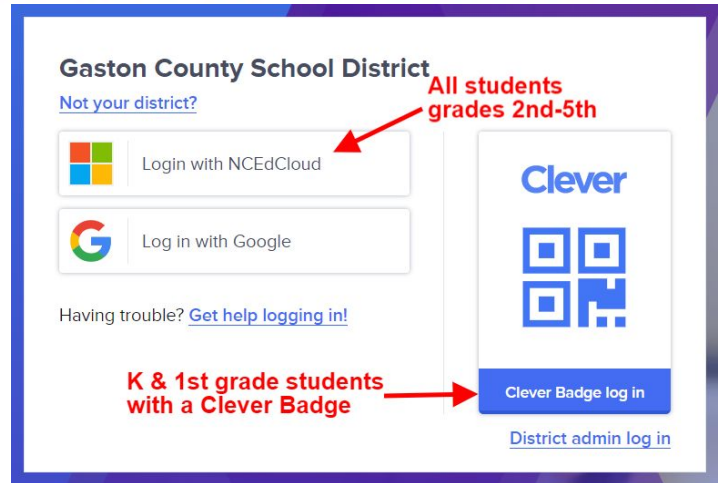 Gaston County School District
Not your district?
All students
grades 2nd-5th
Login with NCEdCloud
Log in with Google
Having trouble? Get help logging in!
K & 1st grade students
with a Clever Badge
Clever
Clever Badge log in
District admin log in